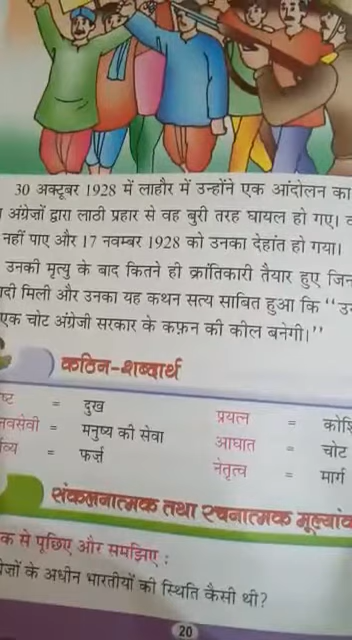 30 अक्टूबर 1928 में लाहौर में उन्होंने एक आंदोलन का
अंग्रेजों द्वारा लाठी प्रहार से वह बुरी तरह घायल हो गए।
नहीं पाए और 17 नवम्बर 1928 को उनका देहांत हो गया।
उनकी मृत्यु के बाद कितने ही क्रांतिकारी तैयार हुए जिन
मिली और उनका यह कथन सत्य साबित हुआ कि "उ
एक चोट अंग्रेजी सरकार के कफ़न की कील बनेगी।"
कठिन-शब्दार्थ
ष्ट = दुख
प्रयत्न = कोशि
नवसेवी = मनुष्य की सेवा
आघात = चोट
व्य = फर्ज़
नेतृत्व = मार्ग
संकलनात्मक तथा रचनात्मक मूल्यां
क से पूछिए और समझिए :
ेज़ों के अधीन भारतीयों की स्थिति कैसी थी?
20